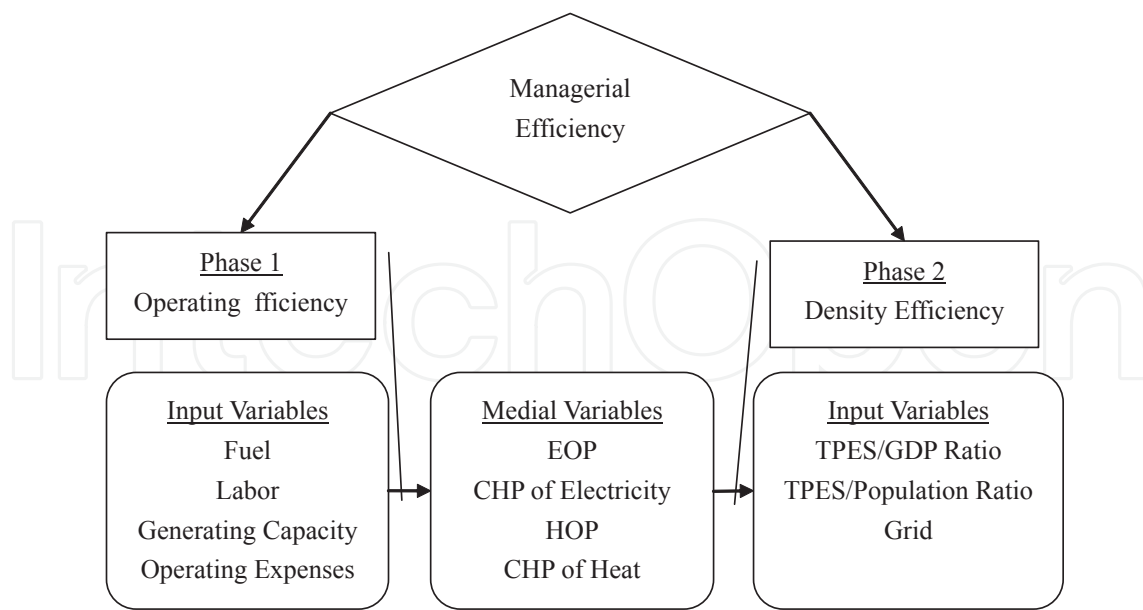 Managerial
Efficiency
Phase 1
Operating fficiency
Phase 2
Density Efficiency
Input Variables
Fuel
Labor
Generating Capacity
Operating Expenses
Medial Variables
EOP
CHP of Electricity
HOP
CHP of Heat
Input Variables
TPES/GDP Ratio
TPES/Population Ratio
Grid
IntechOpen